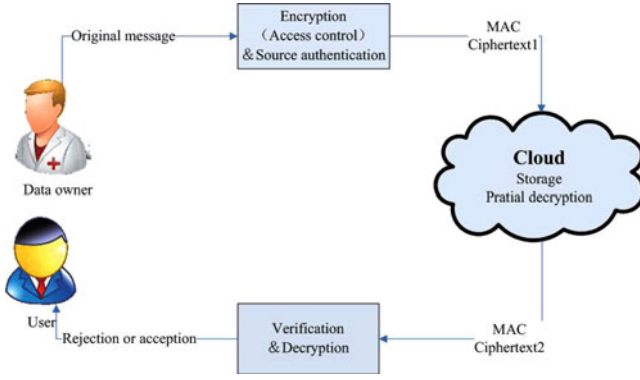 Original message
Encryption
（Access control）
＆Source authentication
MAC
Ciphertext1
Data owner
Cloud
Storage
Pratial decryption
User
Rejection or acception
Verification
＆Decryption
MAC
Ciphertext2